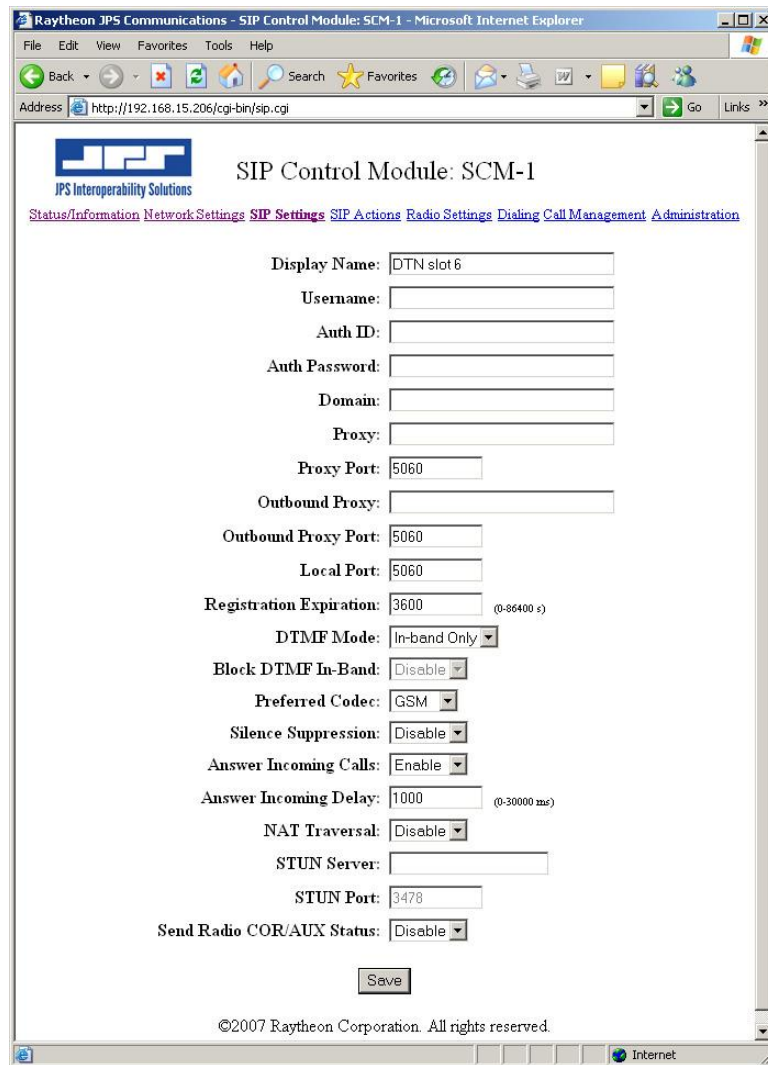 Raytheon JPS Communications - SIP Control Module: SCM-1 - Microsoft Internet Explorer
File Edit View Favorites Tools Help
Back Search Favorites
Address http://192.168.15.206/cgi-bin/sip.cgi Go Links »
JPS
JPS Interoperability Solutions
SIP Control Module: SCM-1
Status/Information Network Settings SIP Settings SIP Actions Radio Settings Dialing Call Management Administration
Display Name: DTN slot 6
Username:
Auth ID:
Auth Password:
Domain:
Proxy:
Proxy Port: 5060
Outbound Proxy:
Outbound Proxy Port: 5060
Local Port: 5060
Registration Expiration: 3600 (0-86400 s)
DTMF Mode: In-band Only
Block DTMF In-Band: Disable
Preferred Codec: GSM
Silence Suppression: Disable
Answer Incoming Calls: Enable
Answer Incoming Delay: 1000 (0-30000 ms)
NAT Traversal: Disable
STUN Server:
STUN Port: 3478
Send Radio COR/AUX Status: Disable
Save
©2007 Raytheon Corporation. All rights reserved.
Internet